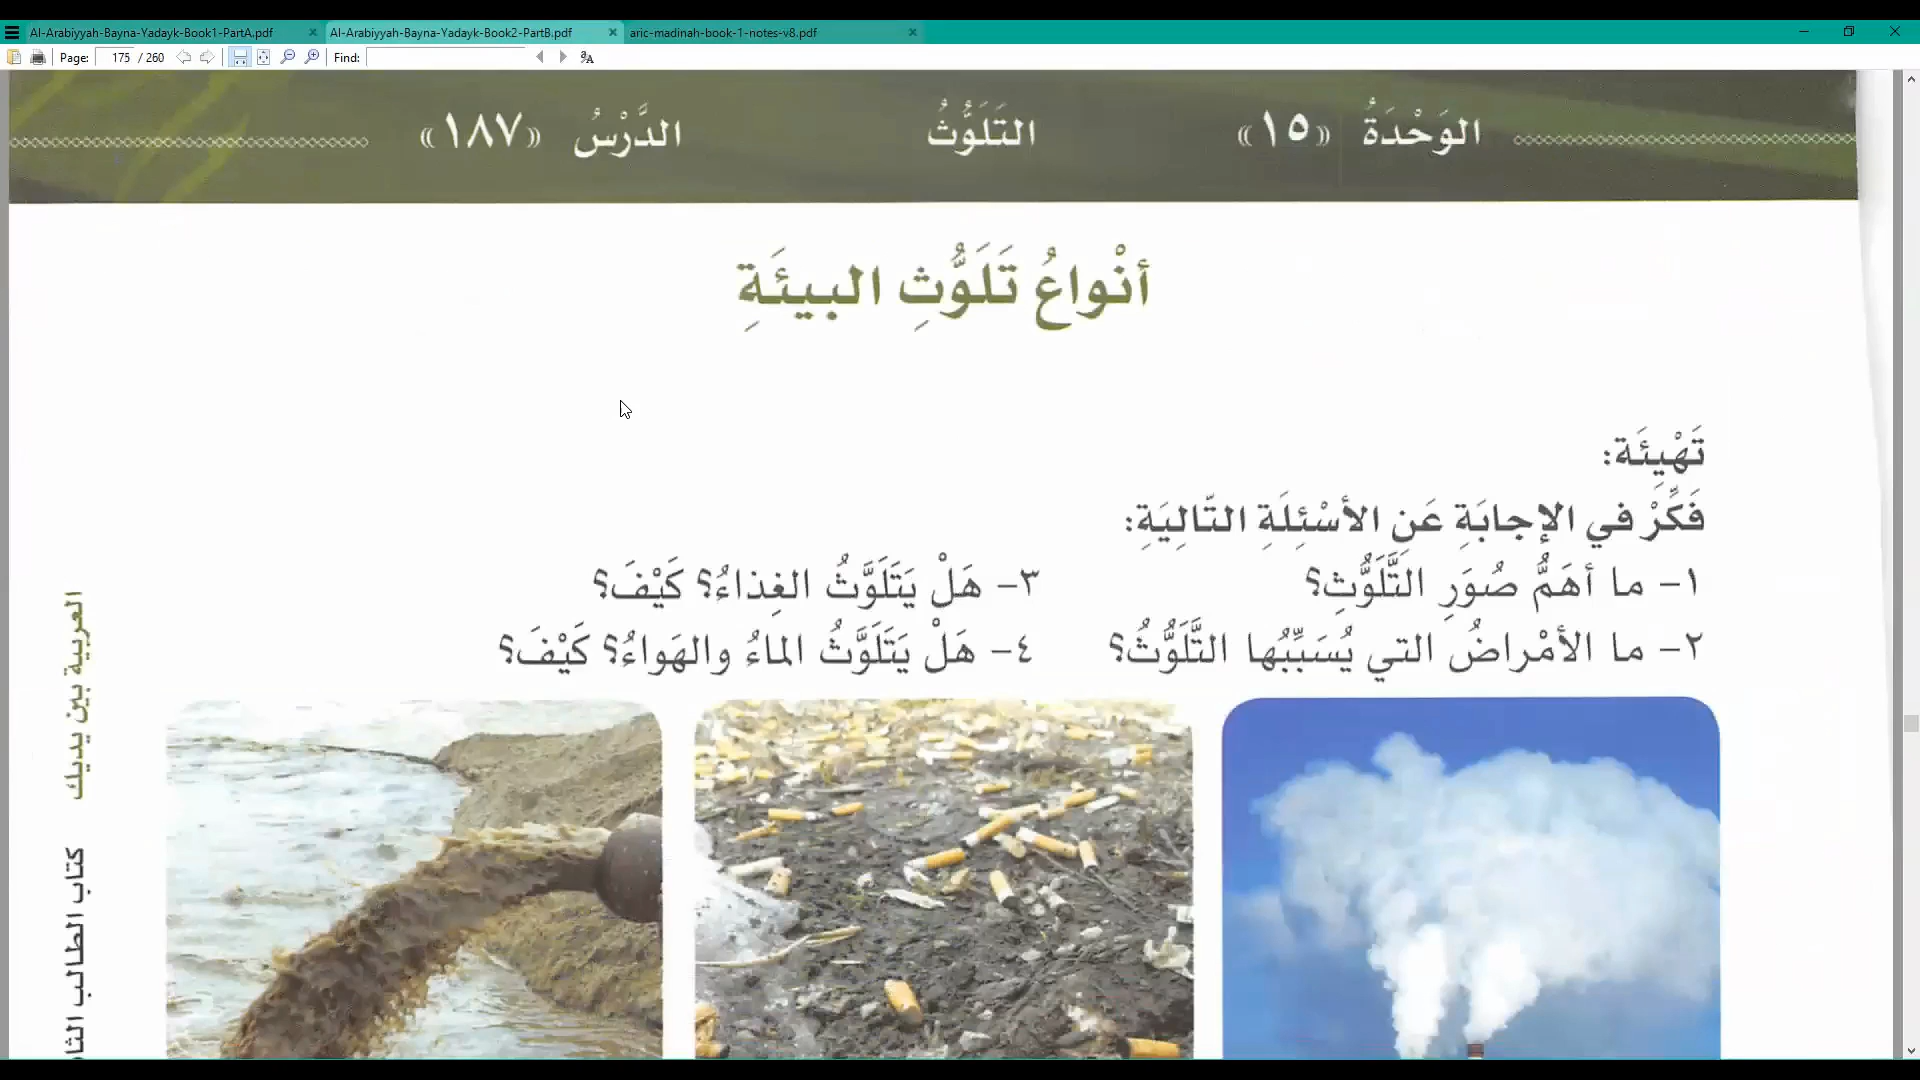 Al-Arabiyyah-Bayna-Yadayk-Book1-PartA.pdf
Al-Arabiyyah-Bayna-Yadayk-Book2-PartB.pdf
aric-madinah-book-1-notes-v8.pdf
Page: 175 / 260
Find:
الوَحْدَةُ «١٥»
التَلَوُّثُ
الدَّرْسُ «١٨٧»
أنْواعُ تَلَوُّثِ البيئَةِ
تَهْيِئَة:
فَكِّرْ في الإجابَةِ عَنِ الأسْئِلَةِ التّالِيَةِ:
١- ما أهَمُّ صُوَرِ التَّلَوُّثِ؟
٢- ما الأمْراضُ التي يُسَبِّبُها التَّلَوُّثُ؟
٣- هَلْ يَتَلَوَّثُ الغِذاءُ؟ كَيْفَ؟
٤- هَلْ يَتَلَوَّثُ الماءُ والهَواءُ؟ كَيْفَ؟
العربية بين يديك
كتاب الطالب